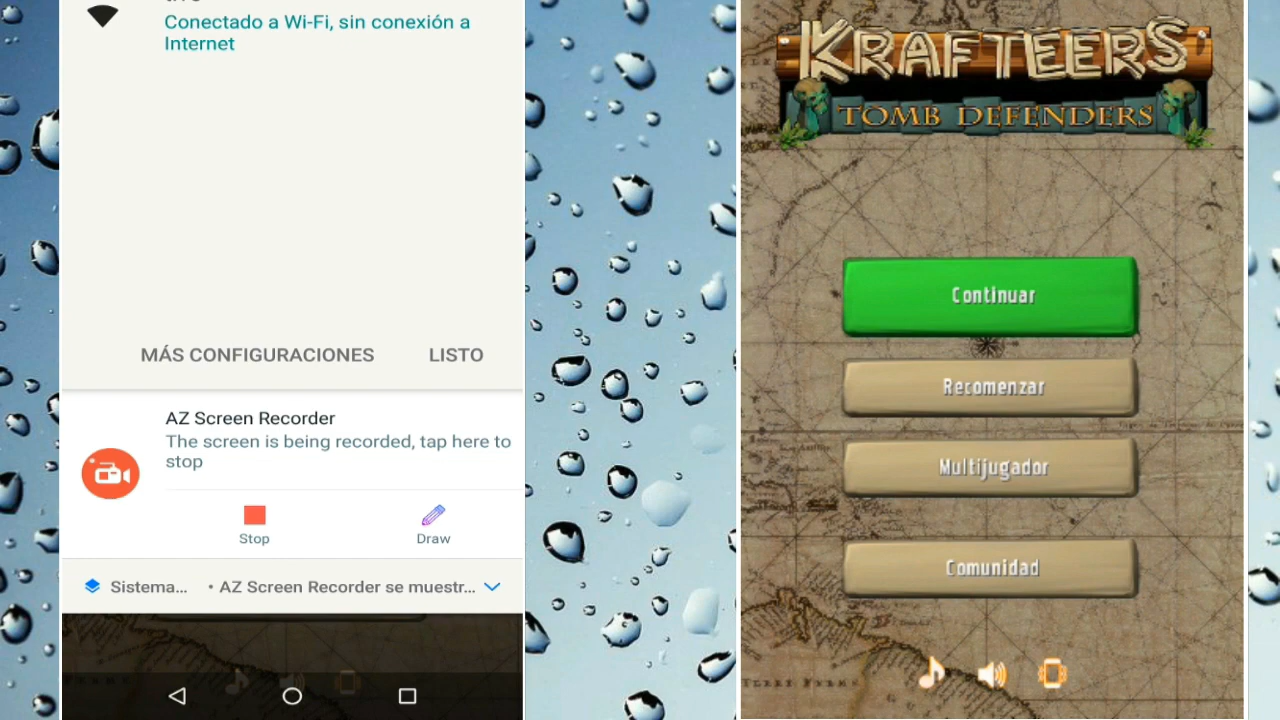 Conectado a Wi-Fi, sin conexión a
Internet
MÁS CONFIGURACIONES LISTO
AZ Screen Recorder
The screen is being recorded, tap here to
stop
Stop Draw
Sistema... • AZ Screen Recorder se muestr...
KRAFTEERS
TOMB DEFENDERS
Continuar
Recomenzar
Multijugador
Comunidad